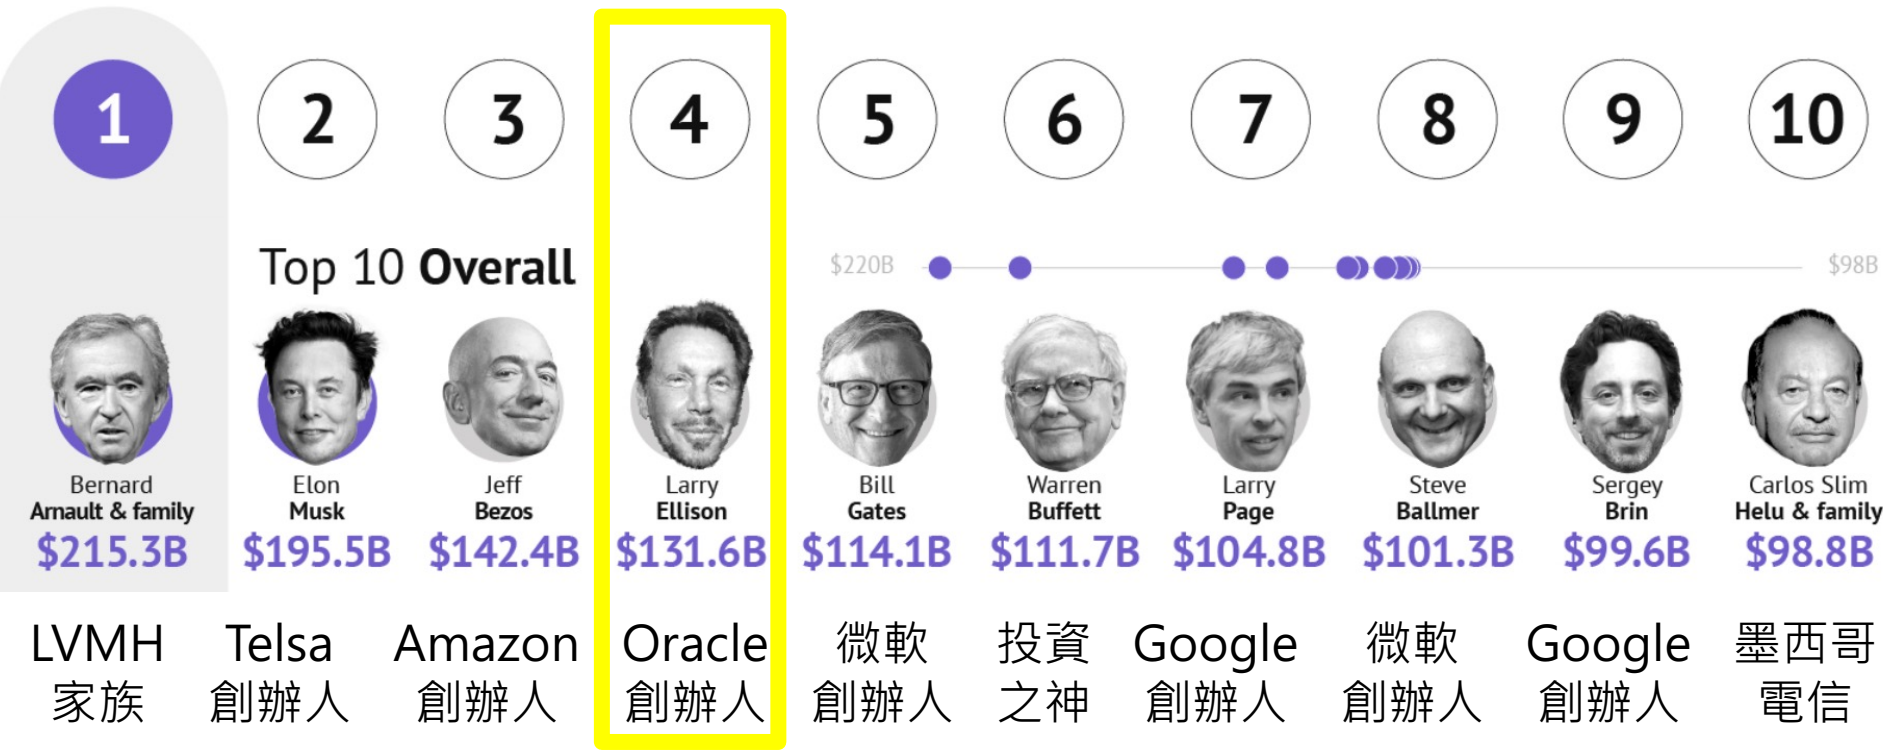 1 2 3 4 5 6 7 8 9 10
Top 10 Overall
$220B $98B
Bernard Elon Jeff Larry Bill Warren Larry Steve Sergey Carlos Slim
Arnault & family Musk Bezos Ellison Gates Buffett Page Ballmer Brin Helu & family
$215.3B $195.5B $142.4B $131.6B $114.1B $111.7B $104.8B $101.3B $99.6B $98.8B
LVMH Telsa Amazon Oracle 微軟 投資 Google 微軟 Google 墨西哥
家族 創辦人 創辦人 創辦人 創辦人 之神 創辦人 創辦人 創辦人 電信